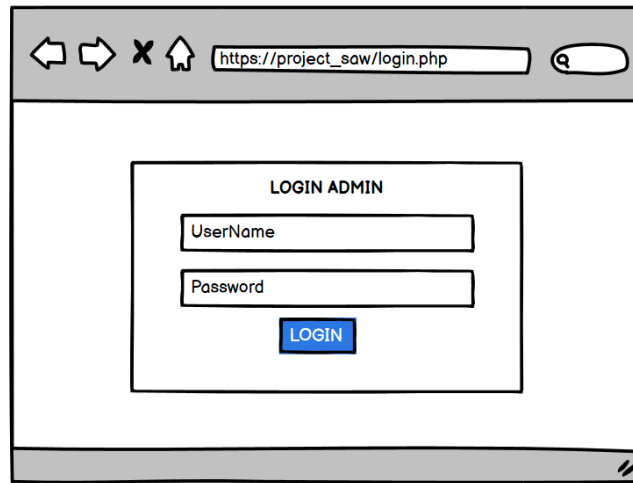 https://project_saw/login.php
LOGIN ADMIN
UserName
Password
LOGIN